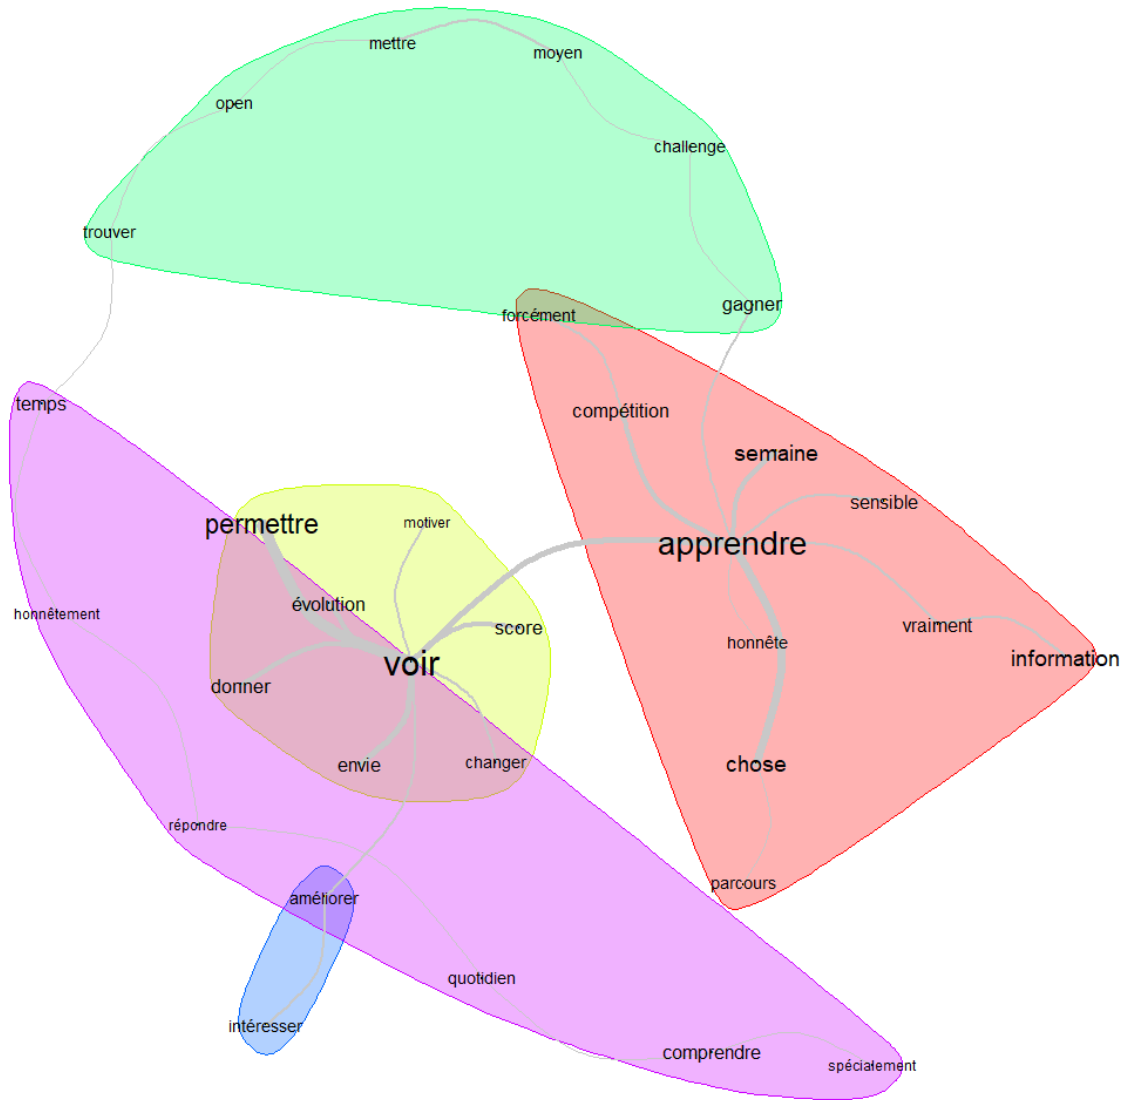 mettre
moyen
open
challenge
trouver
gagner
forcément
temps
compétition
semaine
sensible
permettre
motiver
apprendre
évolution
honnêtement
score
vraiment
honnête
information
voir
donner
envie
changer
chose
répondre
parcours
améliorer
quotidien
intéresser
comprendre
spécialement